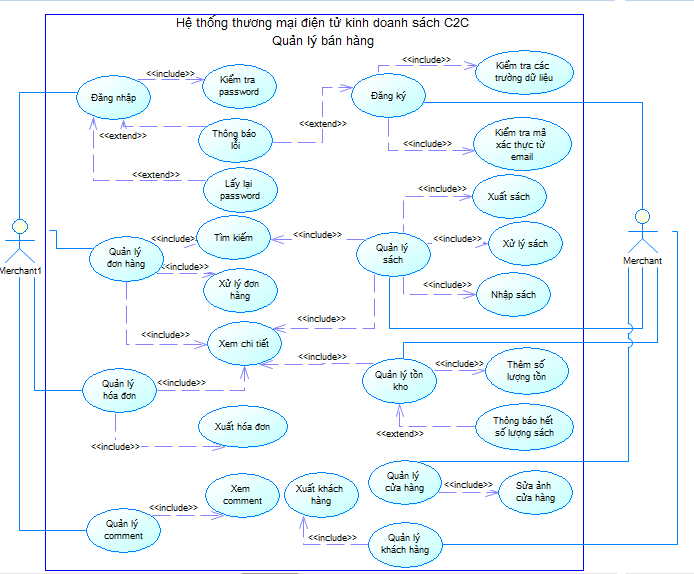 Hệ thống thương mại điện tử kinh doanh sách C2C
Quản lý bán hàng
Đăng nhập
<<include>>
Kiểm tra
password
Đăng ký
<<include>>
Kiểm tra các
trường dữ liệu
<<extend>>
Thông báo
lỗi
<<extend>>
<<include>>
Kiểm tra mã
xác thực từ
email
<<extend>>
Lấy lại
password
<<include>>
Xuất sách
Merchant1
Quản lý
đơn hàng
<<include>>
Tìm kiếm
<<include>>
Quản lý
sách
<<include>>
Xử lý sách
Merchant
<<include>>
Xử lý đơn
hàng
<<include>>
Nhập sách
<<include>>
<<include>>
Xem chi tiết
<<include>>
Quản lý tồn
kho
<<include>>
Thêm số
lượng tồn
Quản lý
hóa đơn
<<include>>
<<include>>
Xuất hóa đơn
<<extend>>
Thông báo hết
số lượng sách
Quản lý
cửa hàng
<<include>>
Sửa ảnh
cửa hàng
Quản lý
comment
<<include>>
Xem
comment
Xuất khách
hàng
<<include>>
Quản lý
khách hàng